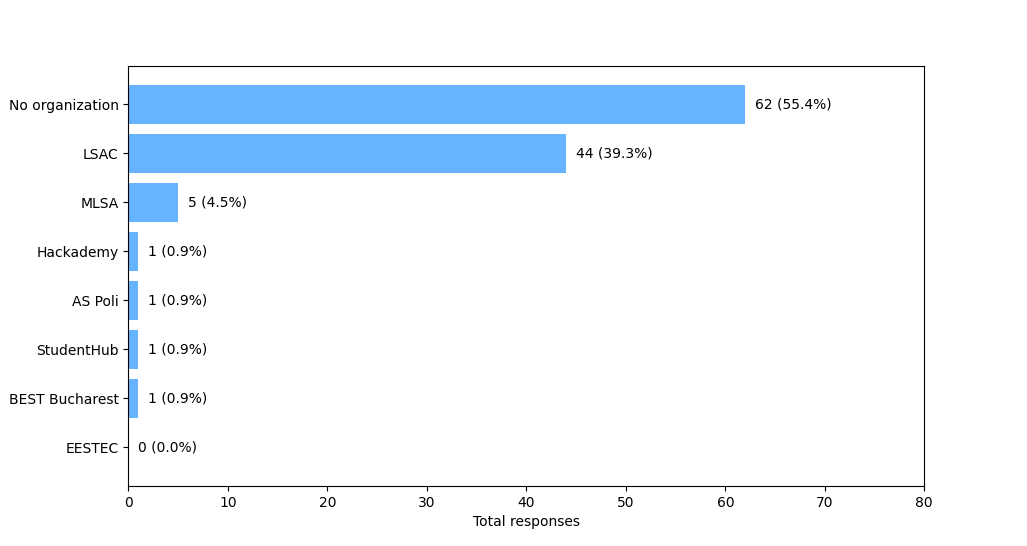 No organization 62 (55.4%)
LSAC 44 (39.3%)
MLSA 5 (4.5%)
Hackademy 1 (0.9%)
AS Poli 1 (0.9%)
StudentHub 1 (0.9%)
BEST Bucharest 1 (0.9%)
EESTEC 0 (0.0%)
0 10 20 30 40 50 60 70 80
Total responses